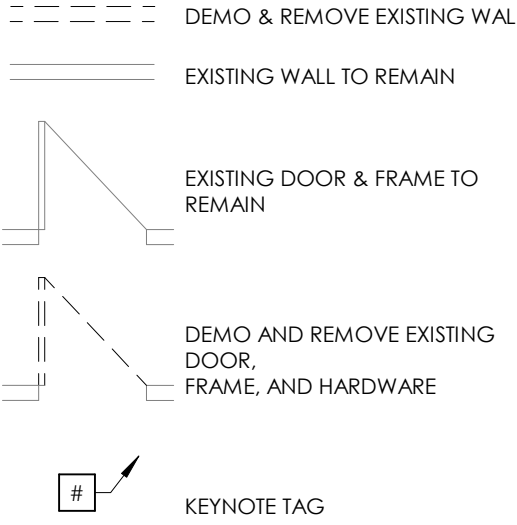 DEMO & REMOVE EXISTING WAL
EXISTING WALL TO REMAIN
EXISTING DOOR & FRAME TO
REMAIN
DEMO AND REMOVE EXISTING
DOOR,
FRAME, AND HARDWARE
#
KEYNOTE TAG